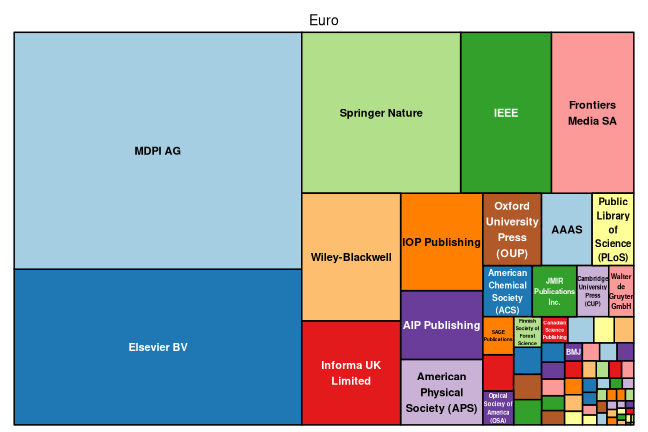 Euro
MDPI AG
Elsevier BV
Springer Nature
IEEE
Frontiers
Media SA
Wiley-Blackwell
Informa UK
Limited
IOP Publishing
AIP Publishing
American
Physical
Society (APS)
Oxford
University
Press
(OUP)
AAAS
Public
Library
of
Science
(PLoS)
American
Chemical
Society
(ACS)
JMIR
Publications
Inc.
Cambridge
University
Press
(CUP)
Walter
de
Gruyter
GmbH
SAGE
Publications
Finnish
Society of
Forest
Science
Canadian
Science
Publishing
BMJ
Optical
Society of
America
(OSA)